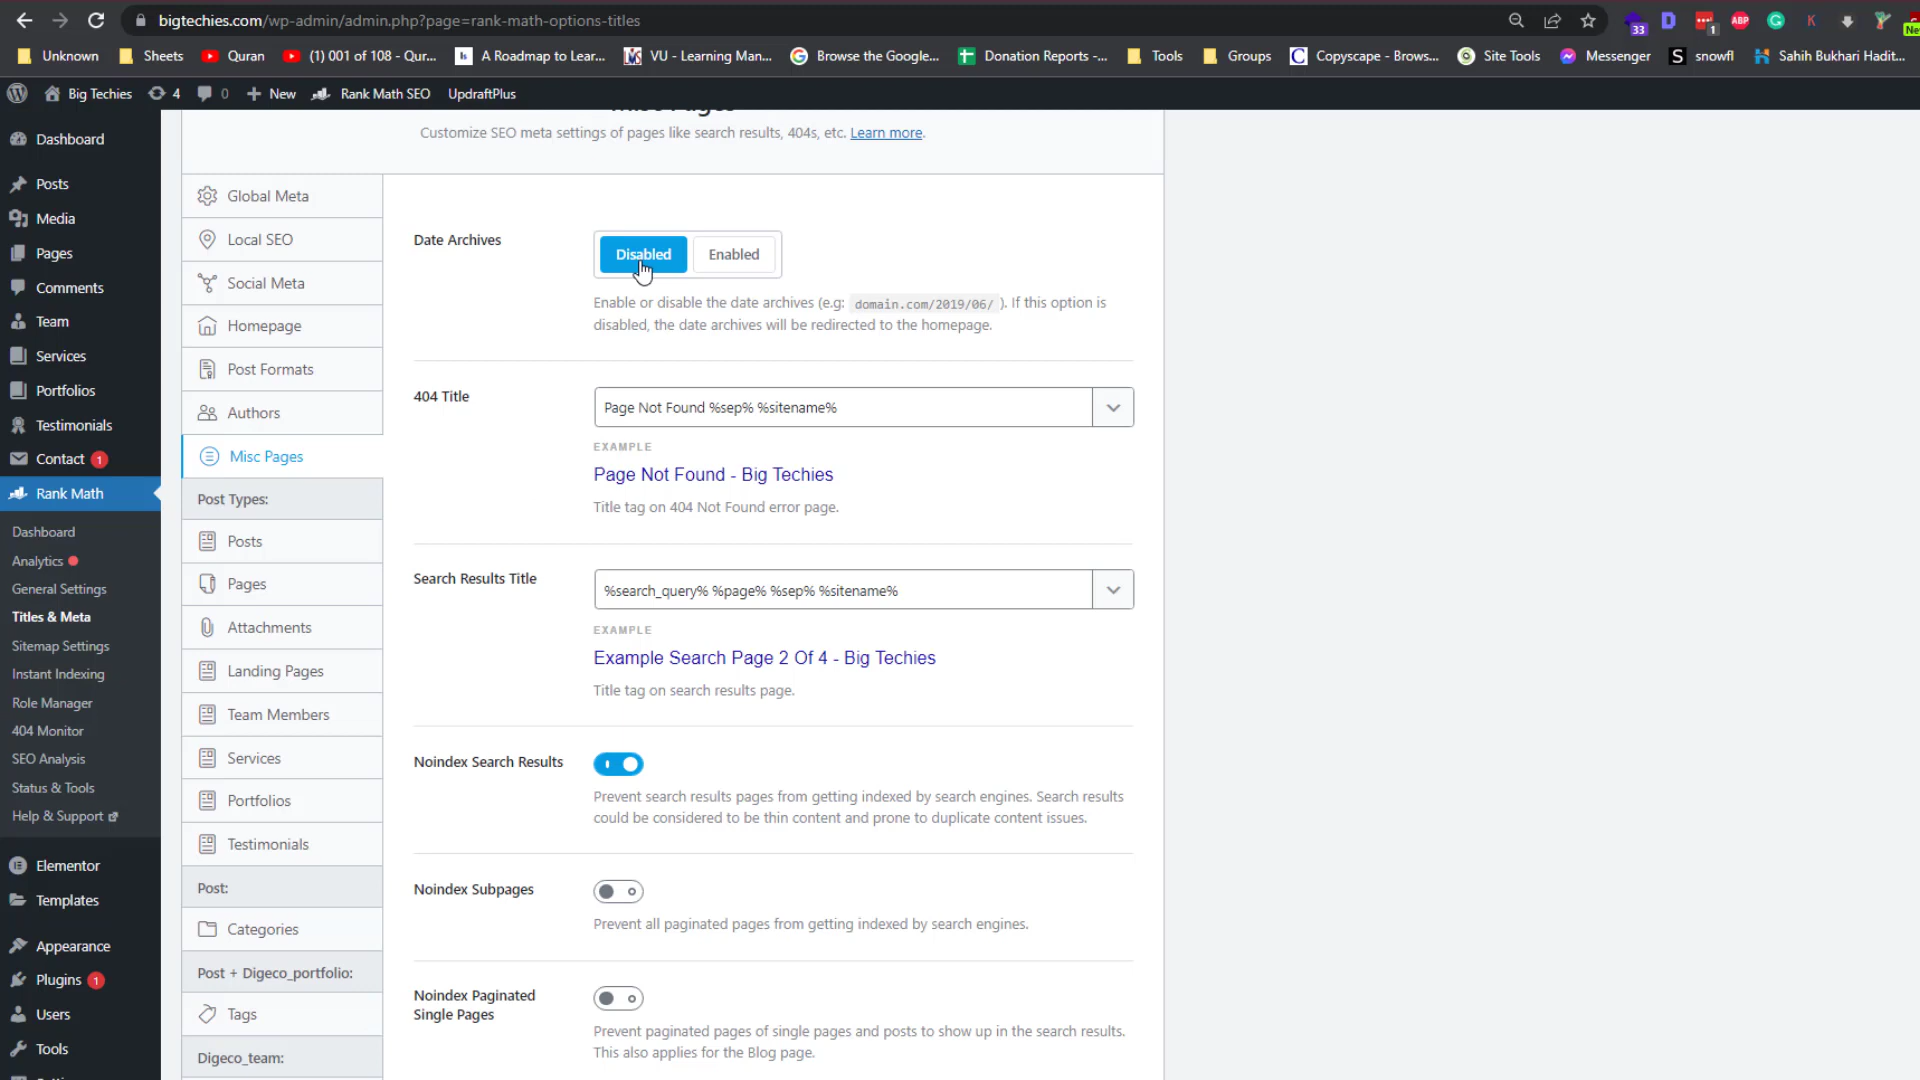 bigtechies.com/wp-admin/admin.php?page=rank-math-options-titles
33
1
ABP
Ne
Unknown
Sheets
Quran
(1) 001 of 108 - Qur...
A Roadmap to Lear...
VU - Learning Man...
Browse the Google...
Donation Reports -...
Tools
Groups
Copyscape - Brows...
Site Tools
Messenger
snowfl
Sahih Bukhari Hadit...
Big Techies
4
0
New
Rank Math SEO
UpdraftPlus
Dashboard
Posts
Media
Pages
Comments
Team
Services
Portfolios
Testimonials
Contact 1
Rank Math
Dashboard
Analytics
General Settings
Titles & Meta
Sitemap Settings
Instant Indexing
Role Manager
404 Monitor
SEO Analysis
Status & Tools
Help & Support
Elementor
Templates
Appearance
Plugins 1
Users
Tools
Customize SEO meta settings of pages like search results, 404s, etc. Learn more.
Global Meta
Local SEO
Social Meta
Homepage
Post Formats
Authors
Misc Pages
Post Types:
Posts
Pages
Attachments
Landing Pages
Team Members
Services
Portfolios
Testimonials
Post:
Categories
Post + Digeco_portfolio:
Tags
Digeco_team:
Date Archives
Disabled
Enabled
Enable or disable the date archives (e.g: domain.com/2019/06/ ). If this option is
disabled, the date archives will be redirected to the homepage.
404 Title
Page Not Found %sep% %sitename%
EXAMPLE
Page Not Found - Big Techies
Title tag on 404 Not Found error page.
Search Results Title
%search_query% %page% %sep% %sitename%
EXAMPLE
Example Search Page 2 Of 4 - Big Techies
Title tag on search results page.
Noindex Search Results
Prevent search results pages from getting indexed by search engines. Search results
could be considered to be thin content and prone to duplicate content issues.
Noindex Subpages
Prevent all paginated pages from getting indexed by search engines.
Noindex Paginated
Single Pages
Prevent paginated pages of single pages and posts to show up in the search results.
This also applies for the Blog page.